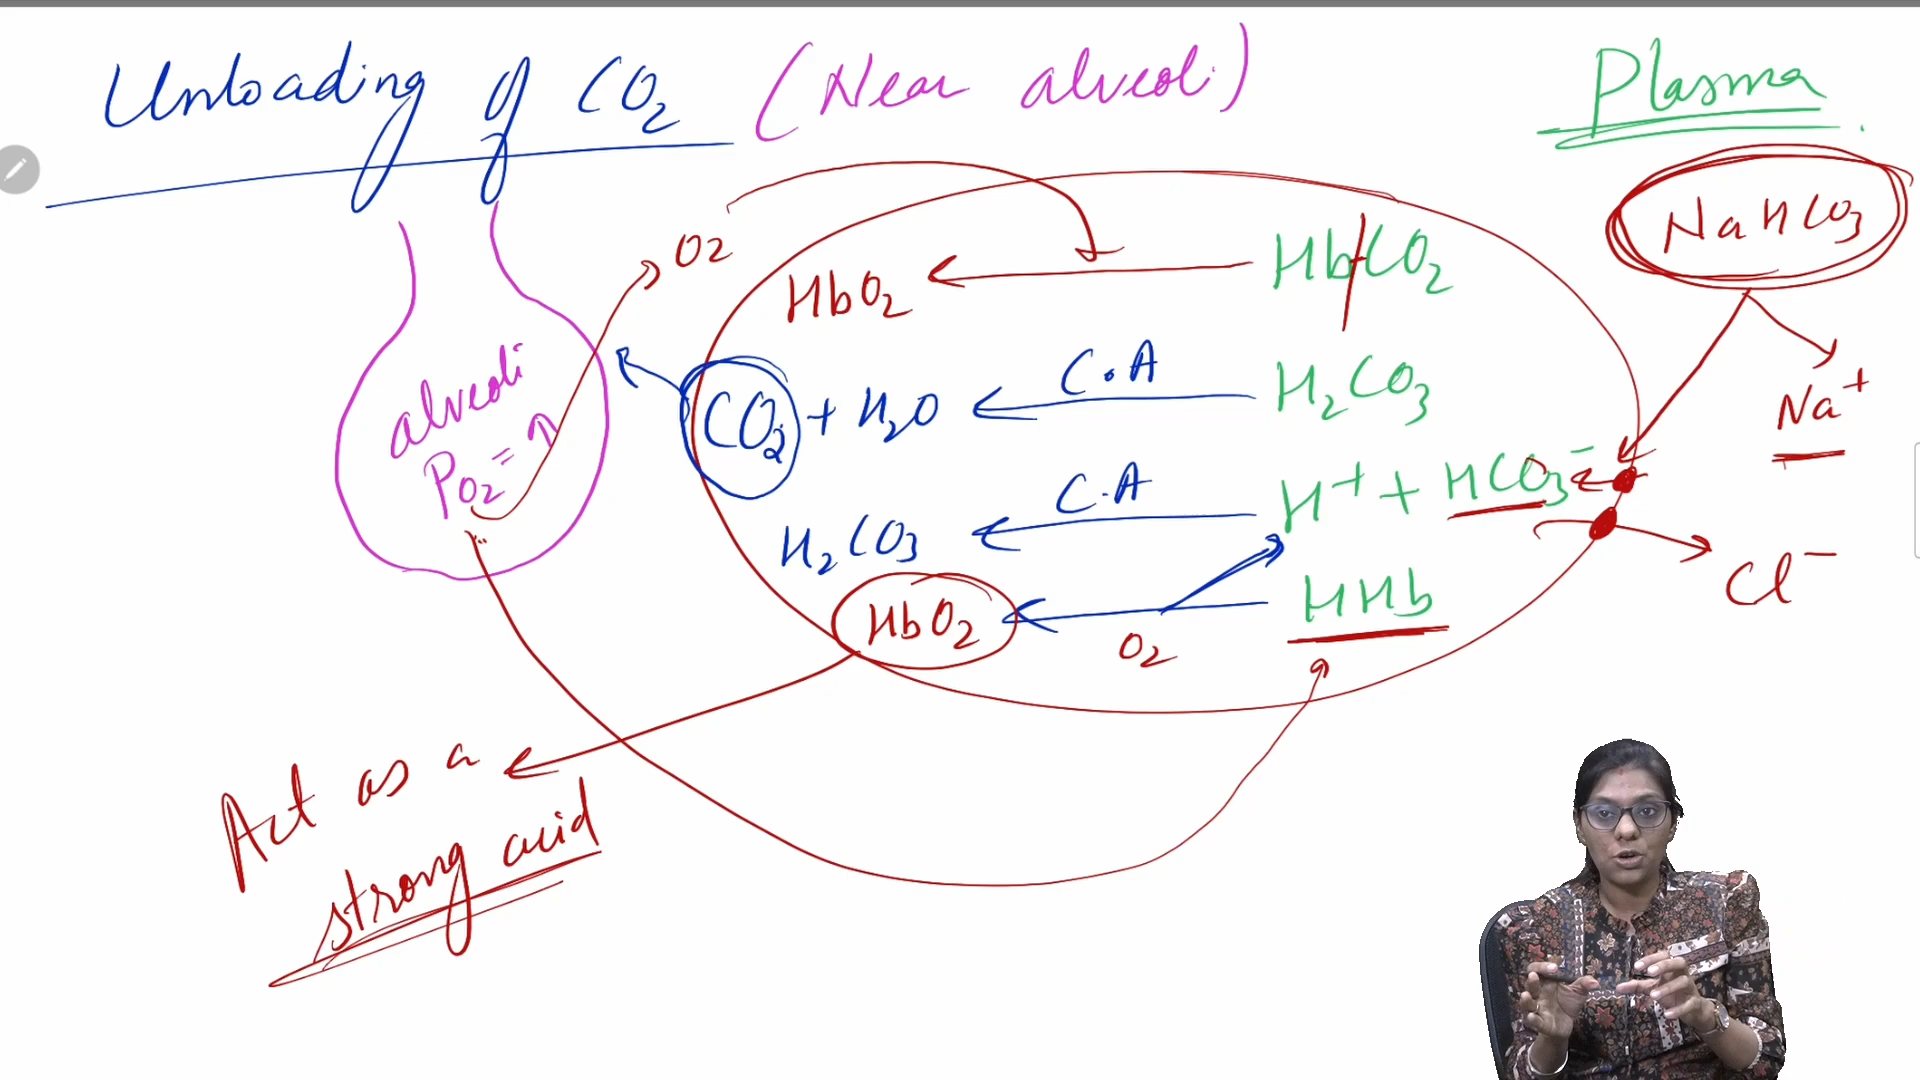 Unloading of CO2 (Near alveoli)
Plasma
NaHCO3
O2
HbO2
HbCO2
alveoli
PO2 = ↑
CO2 + H2O
C.A
H2CO3
Na+
H2CO3
C.A
H+ + HCO3-
Cl-
HbO2
O2
HHb
Act as a
strong acid